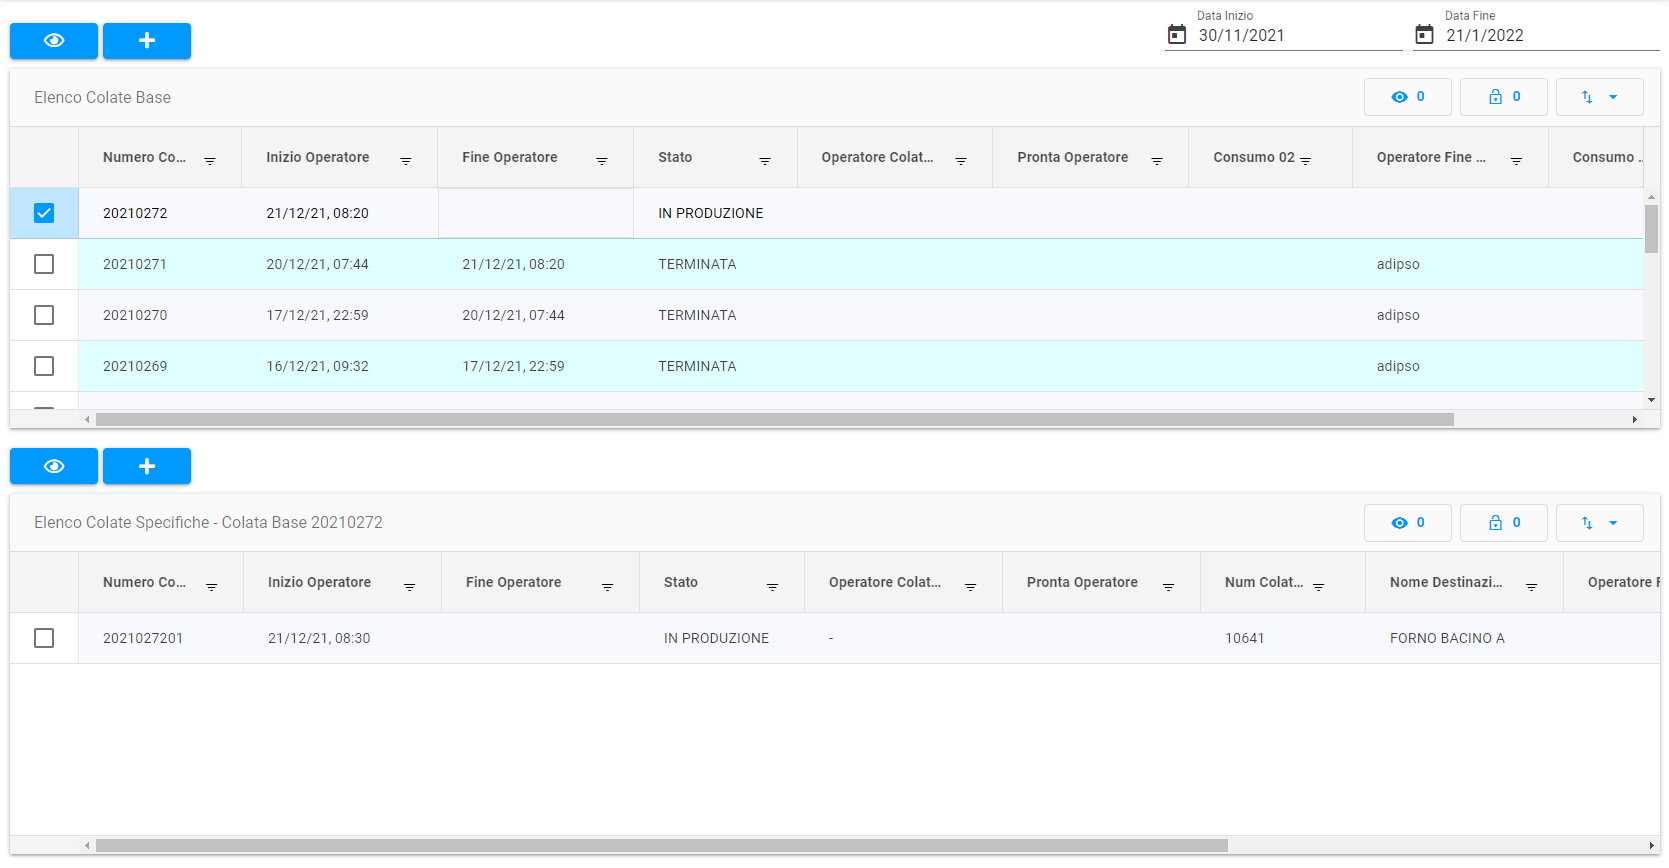 Data Inizio Data Fine
30/11/2021 21/1/2022
Elenco Colate Base 0 0
Numero Co... Inizio Operatore Fine Operatore Stato Operatore Colat... Pronta Operatore Consumo 02 Operatore Fine ... Consumo ..
20210272 21/12/21, 08:20 IN PRODUZIONE
20210271 20/12/21, 07:44 21/12/21, 08:20 TERMINATA adipso
20210270 17/12/21, 22:59 20/12/21, 07:44 TERMINATA adipso
20210269 16/12/21, 09:32 17/12/21, 22:59 TERMINATA adipso
Elenco Colate Specifiche - Colata Base 20210272 0 0
Numero Co... Inizio Operatore Fine Operatore Stato Operatore Colat... Pronta Operatore Num Colat... Nome Destinazi... Operatore F
2021027201 21/12/21, 08:30 IN PRODUZIONE - 10641 FORNO BACINO A